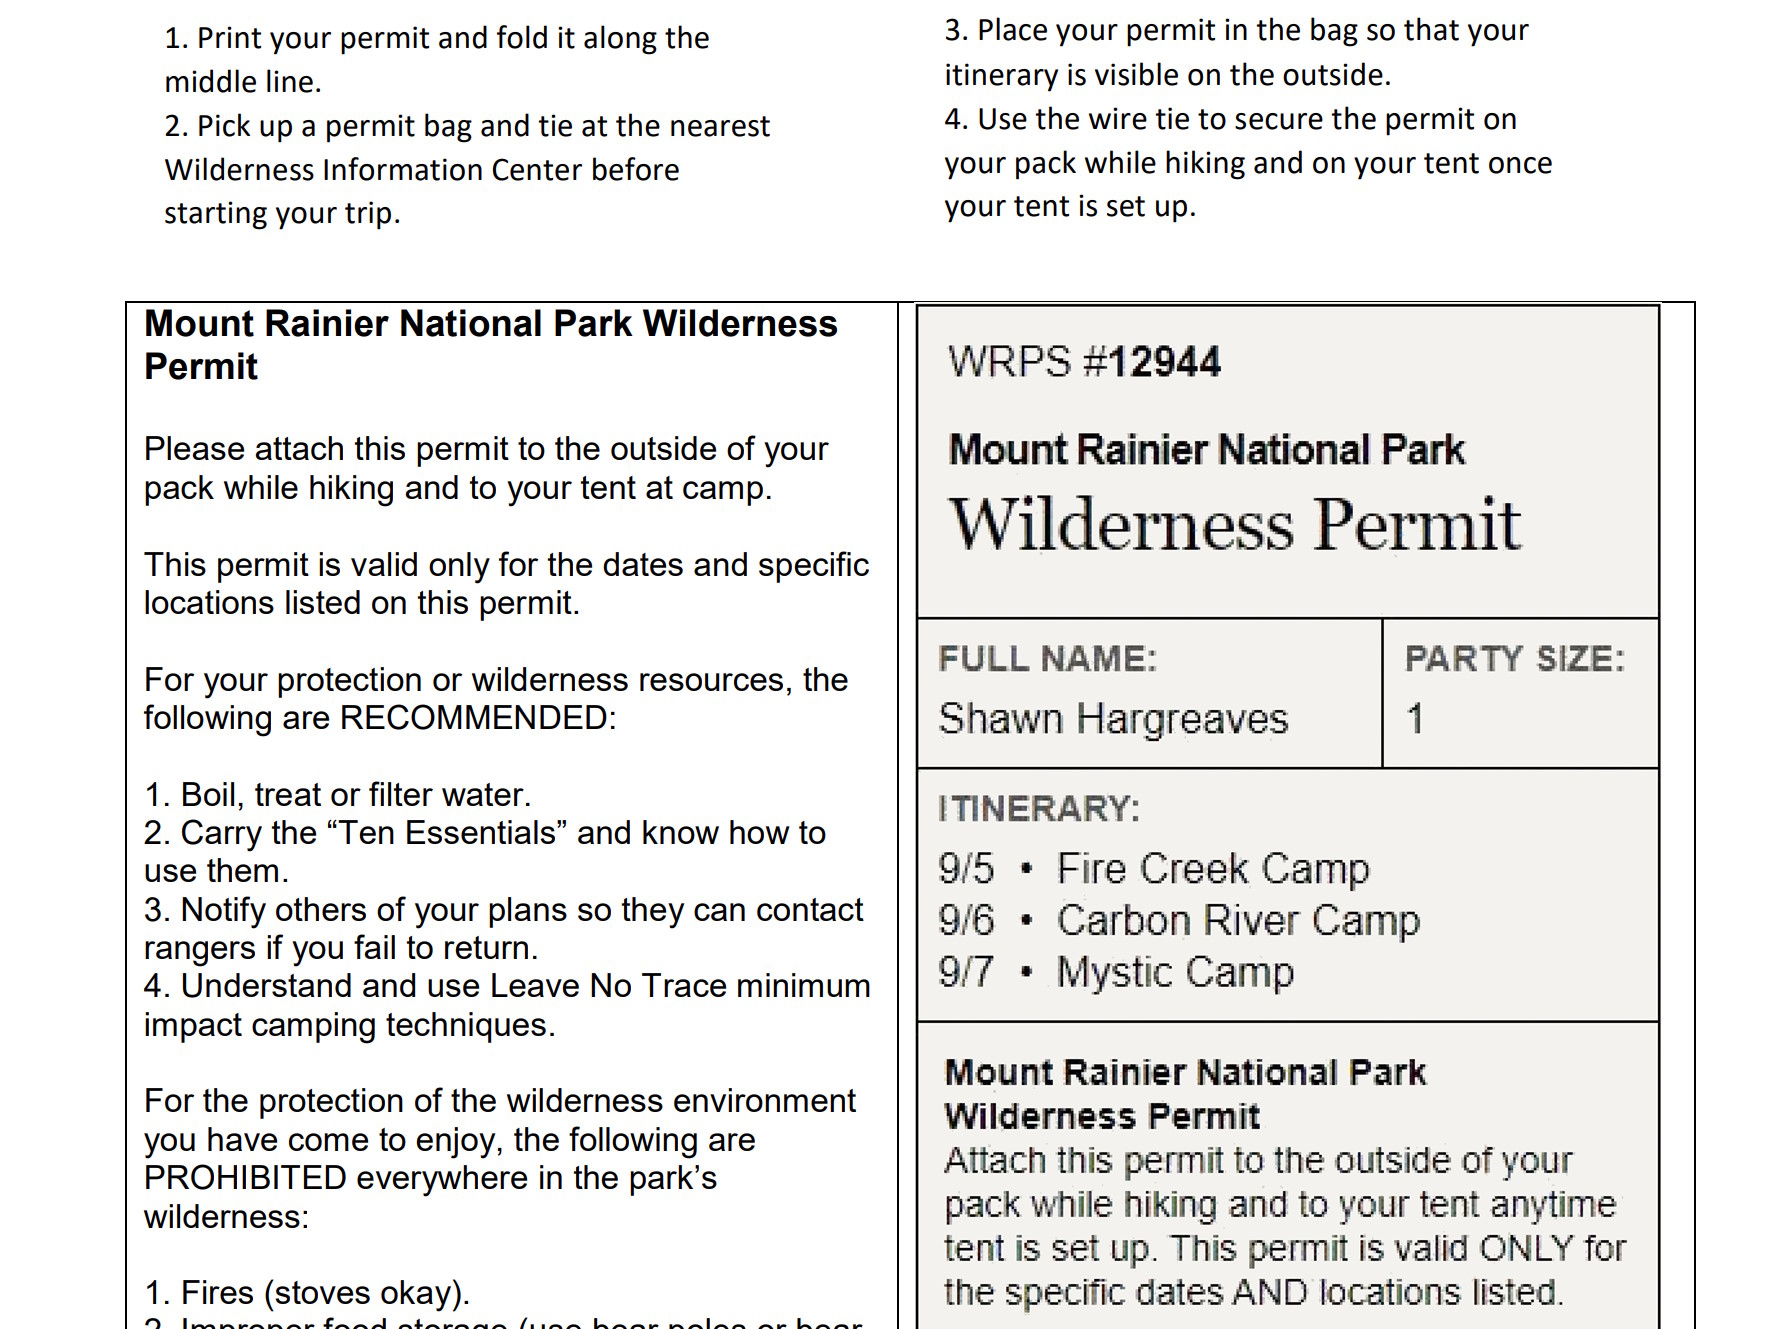 1. Print your permit and fold it along the
middle line.
2. Pick up a permit bag and tie at the nearest
Wilderness Information Center before
starting your trip.
3. Place your permit in the bag so that your
itinerary is visible on the outside.
4. Use the wire tie to secure the permit on
your pack while hiking and on your tent once
your tent is set up.
Mount Rainier National Park Wilderness
Permit
Please attach this permit to the outside of your
pack while hiking and to your tent at camp.
This permit is valid only for the dates and specific
locations listed on this permit.
For your protection or wilderness resources, the
following are RECOMMENDED:
1. Boil, treat or filter water.
2. Carry the “Ten Essentials” and know how to
use them.
3. Notify others of your plans so they can contact
rangers if you fail to return.
4. Understand and use Leave No Trace minimum
impact camping techniques.
For the protection of the wilderness environment
you have come to enjoy, the following are
PROHIBITED everywhere in the park’s
wilderness:
1. Fires (stoves okay).
2. Improper food storage (use bear poles or bear
WRPS #12944
Mount Rainier National Park
Wilderness Permit
FULL NAME:
Shawn Hargreaves
PARTY SIZE:
1
ITINERARY:
9/5 • Fire Creek Camp
9/6 • Carbon River Camp
9/7 • Mystic Camp
Mount Rainier National Park
Wilderness Permit
Attach this permit to the outside of your
pack while hiking and to your tent anytime
tent is set up. This permit is valid ONLY for
the specific dates AND locations listed.